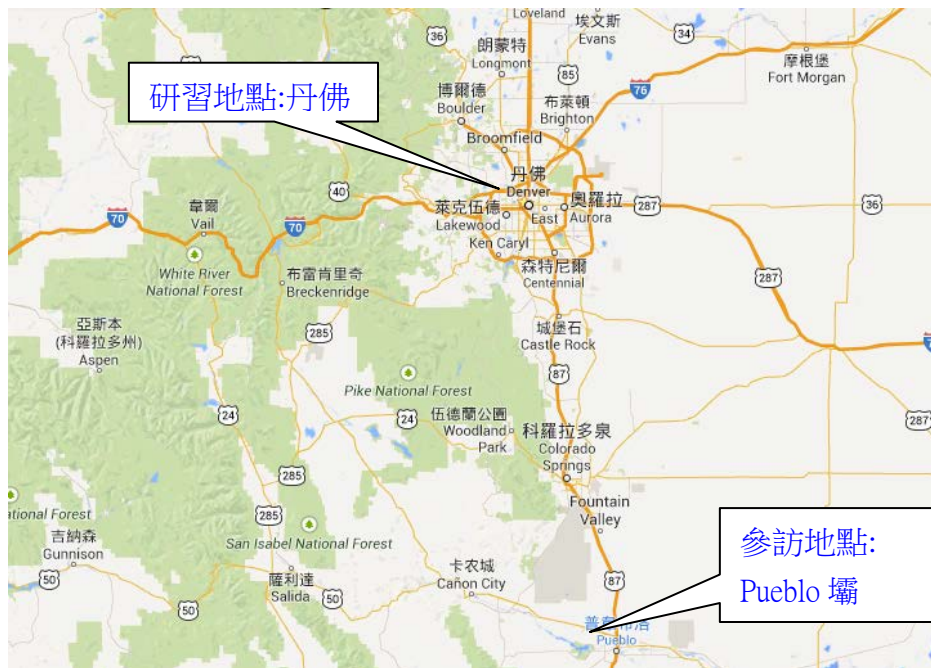 Loveland
埃文斯
Evans
34
36
朗蒙特
Longmont
85
摩根堡
Fort Morgan
研習地點:丹佛
博爾德
Boulder
76
布萊頓
Brighton
Broomfield
丹佛
Denver
40
萊克伍德
Lakewood
East
奧羅拉
Aurora
287
36
70
韋爾
Vail
70
Ken Caryl
森特尼爾
Centennial
White River
National Forest
布雷肯里奇
Breckenridge
287
亞斯本
(科羅拉多州)
Aspen
285
城堡石
Castle Rock
87
Pike National Forest
24
24
伍德蘭公園
Woodland
Park
科羅拉多泉
Colorado
Springs
287
285
ational Forest
285
Fountain
Valley
吉納森
Gunnison
San Isabel National Forest
參訪地點:
Pueblo 壩
50
薩利達
Salida
50
卡农城
Cañon City
87
50
Pueblo